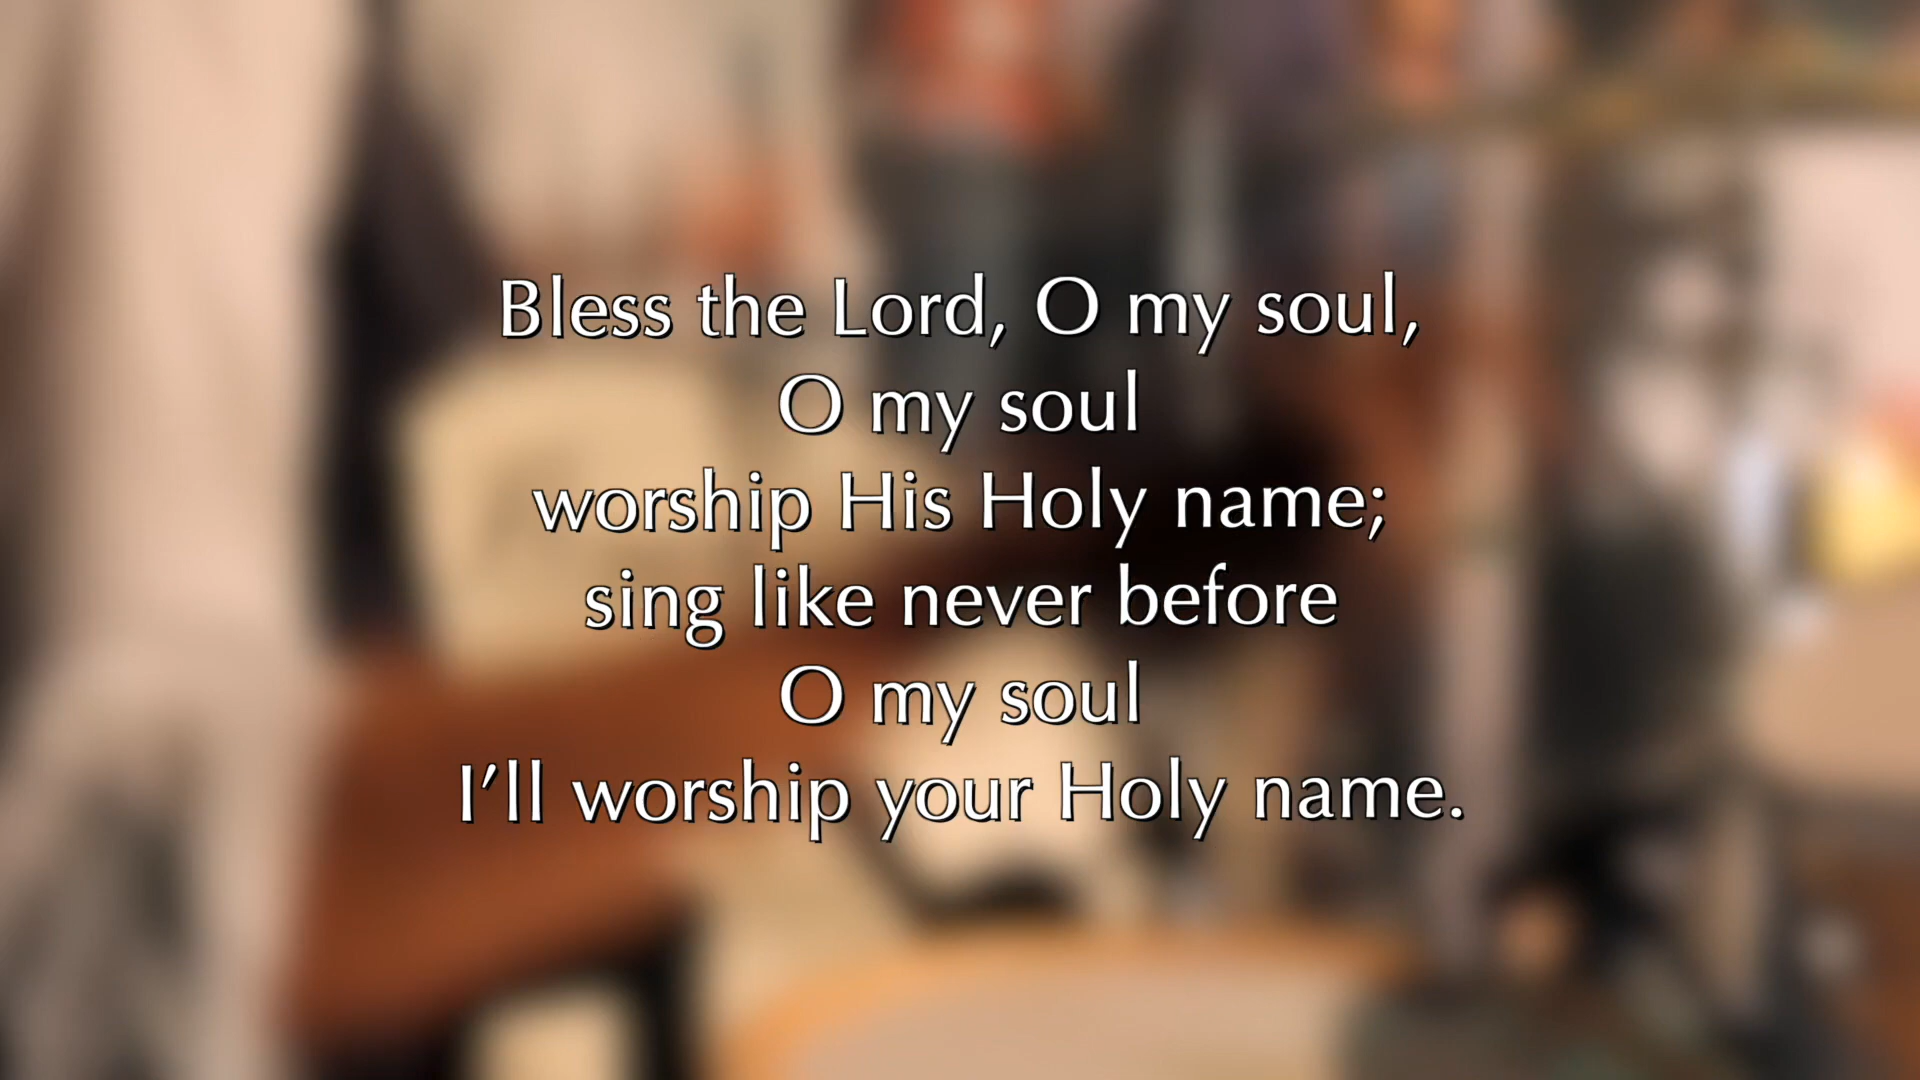 Bless the Lord, O my soul,
O my soul
worship His Holy name;
sing like never before
O my soul
I’ll worship your Holy name.